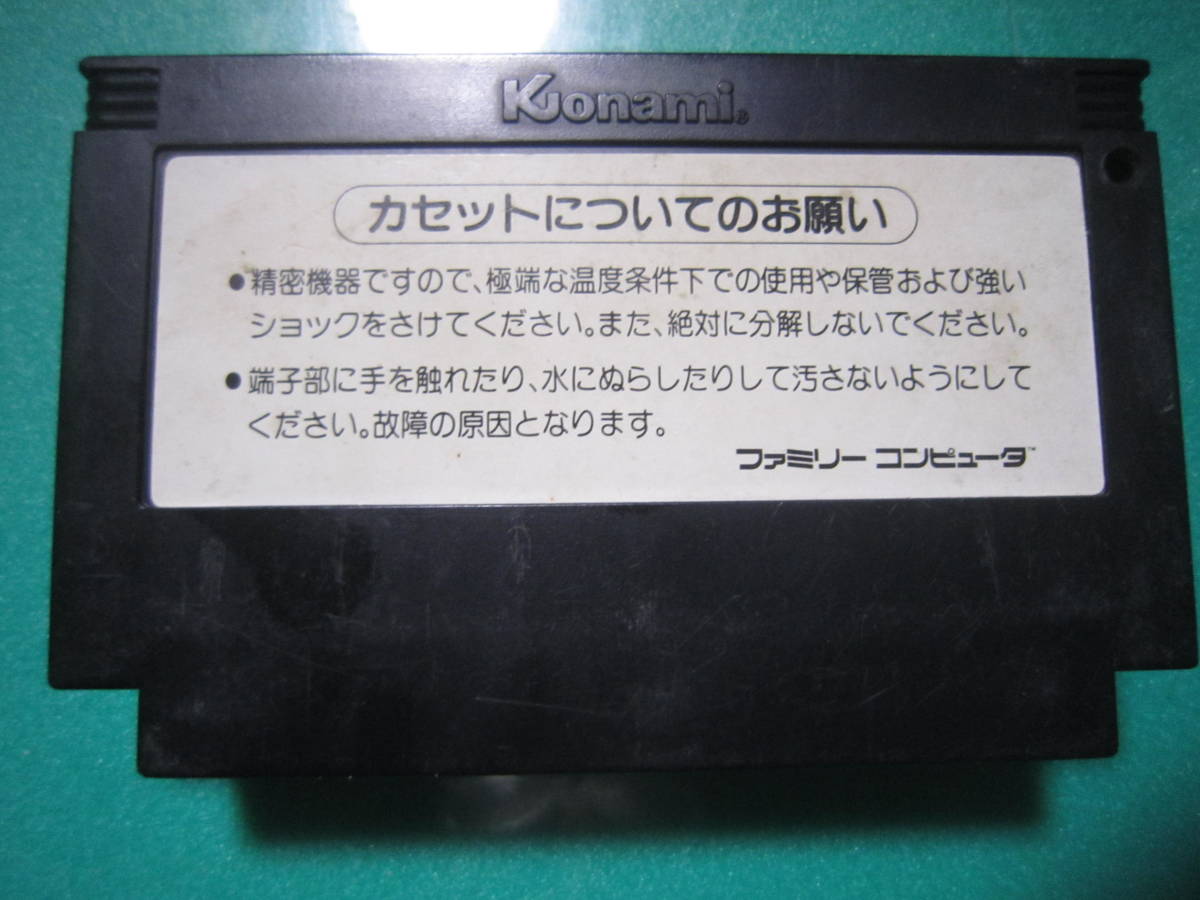 Konami®
カセットについてのお願い
●精密機器ですので、極端な温度条件下での使用や保管および強い
ショックをさけてください。また、絶対に分解しないでください。
●端子部に手を触れたり、水にぬらしたりして汚さないようにして
ください。故障の原因となります。
ファミリー コンピュータ™